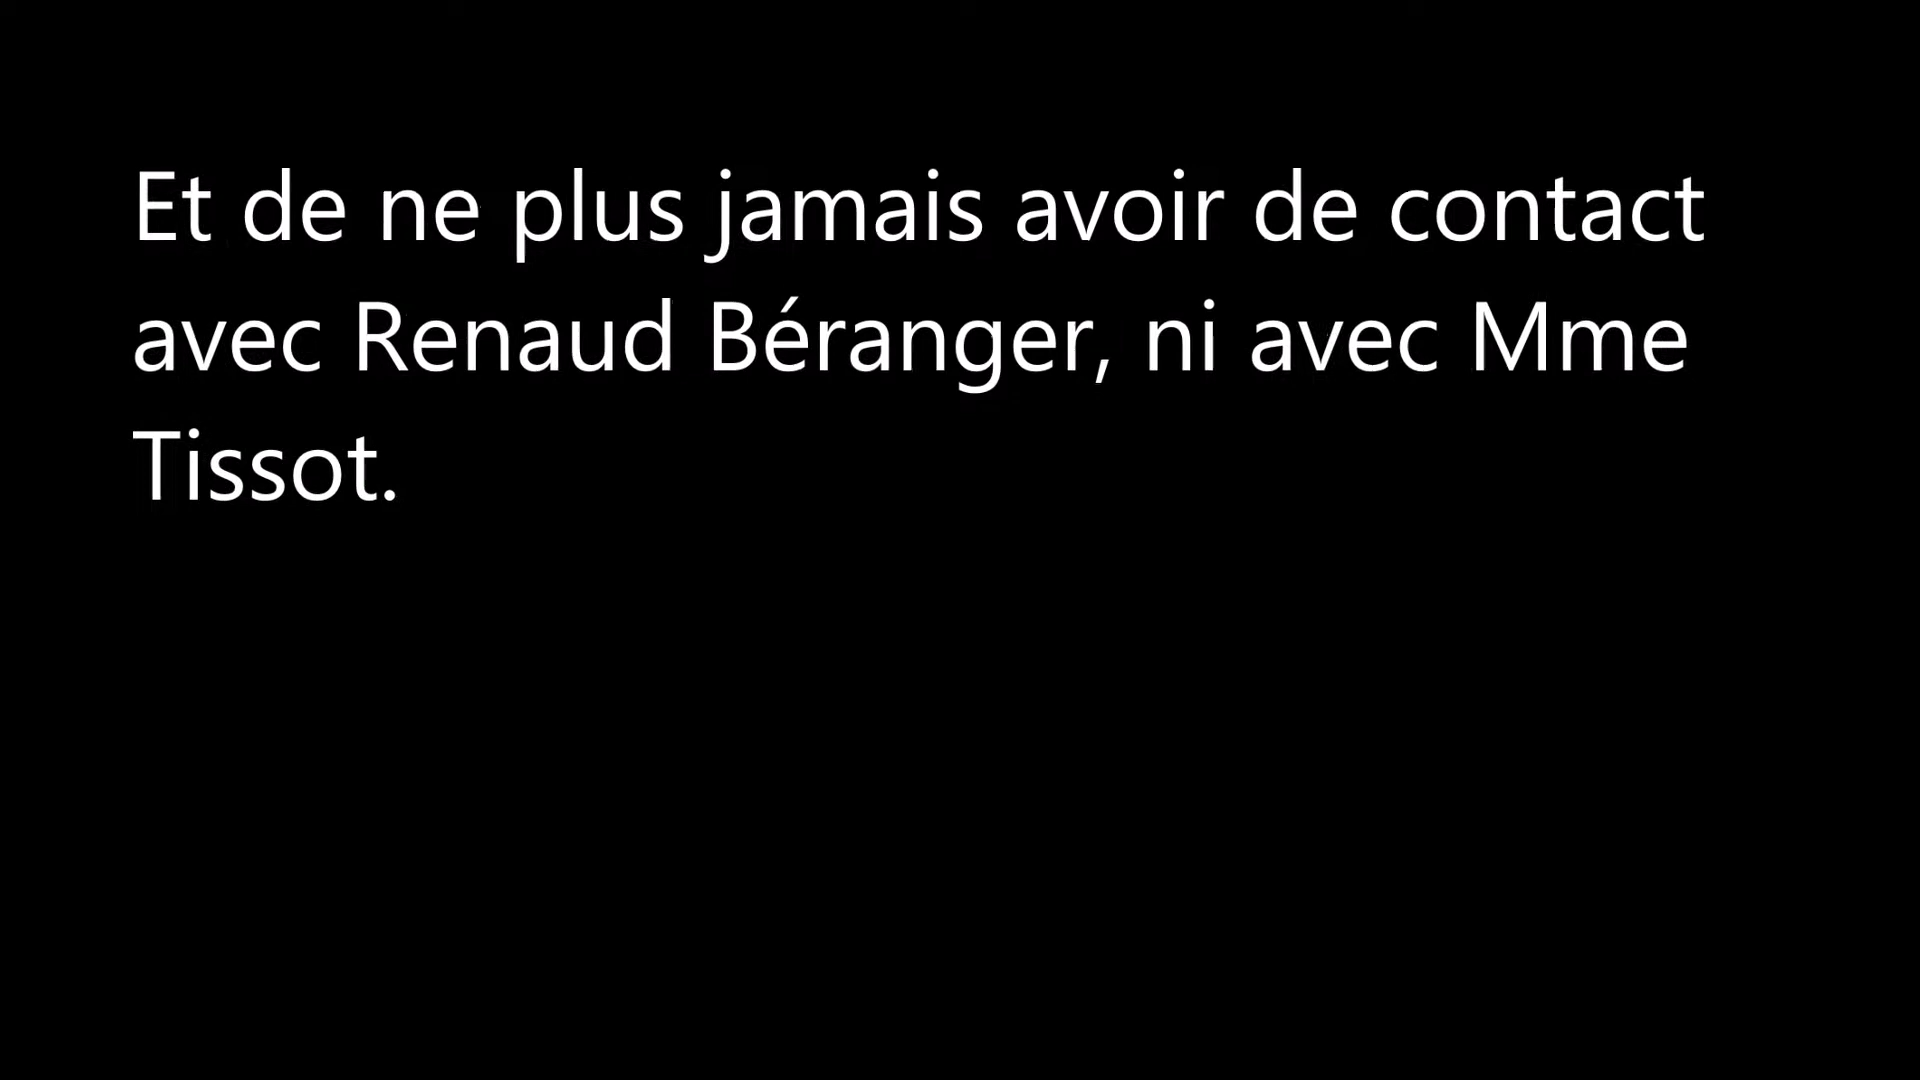 Et de ne plus jamais avoir de contact
avec Renaud Béranger, ni avec Mme
Tissot.